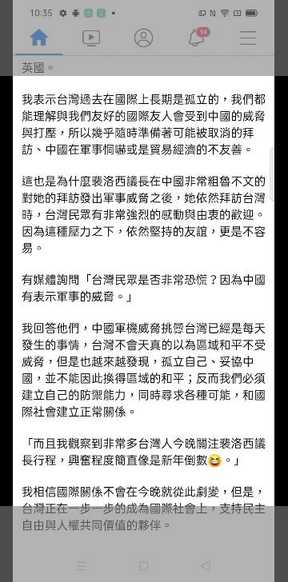 10:35
14
英國。
我表示台灣過去在國際上長期是孤立的，我們都
能理解與我們友好的國際友人會受到中國的威脅
與打壓，所以幾乎隨時準備著可能被取消的拜
訪、中國在軍事恫嚇或是貿易經濟的不友善。
這也是為什麼裴洛西議長在中國非常粗魯不文的
對她的拜訪發出軍事威脅之後，她依然拜訪台灣
時，台灣民眾有非常強烈的感動與由衷的歡迎。
因為這種壓力之下，依然堅持的友誼，更是不容
易。
有媒體詢問「台灣民眾是否非常恐慌？因為中國
有表示軍事的威脅。」
我回答他們，中國軍機威脅挑釁台灣已經是每天
發生的事情，台灣不會天真的以為區域和平不受
威脅，但是也越來越發現，孤立自己、妥協中
國，並不能因此換得區域的和平；反而我們必須
建立自己的防禦能力，同時尋求各種可能，和國
際社會建立正常關係。
「而且我觀察到非常多台灣人今晚關注裴洛西議
長行程，興奮程度簡直像是新年倒數😅。」
我相信國際關係不會在今晚就從此劇變，但是，
台灣正在一步一步的成為國際社會上，支持民主
自由與人權共同價值的夥伴。